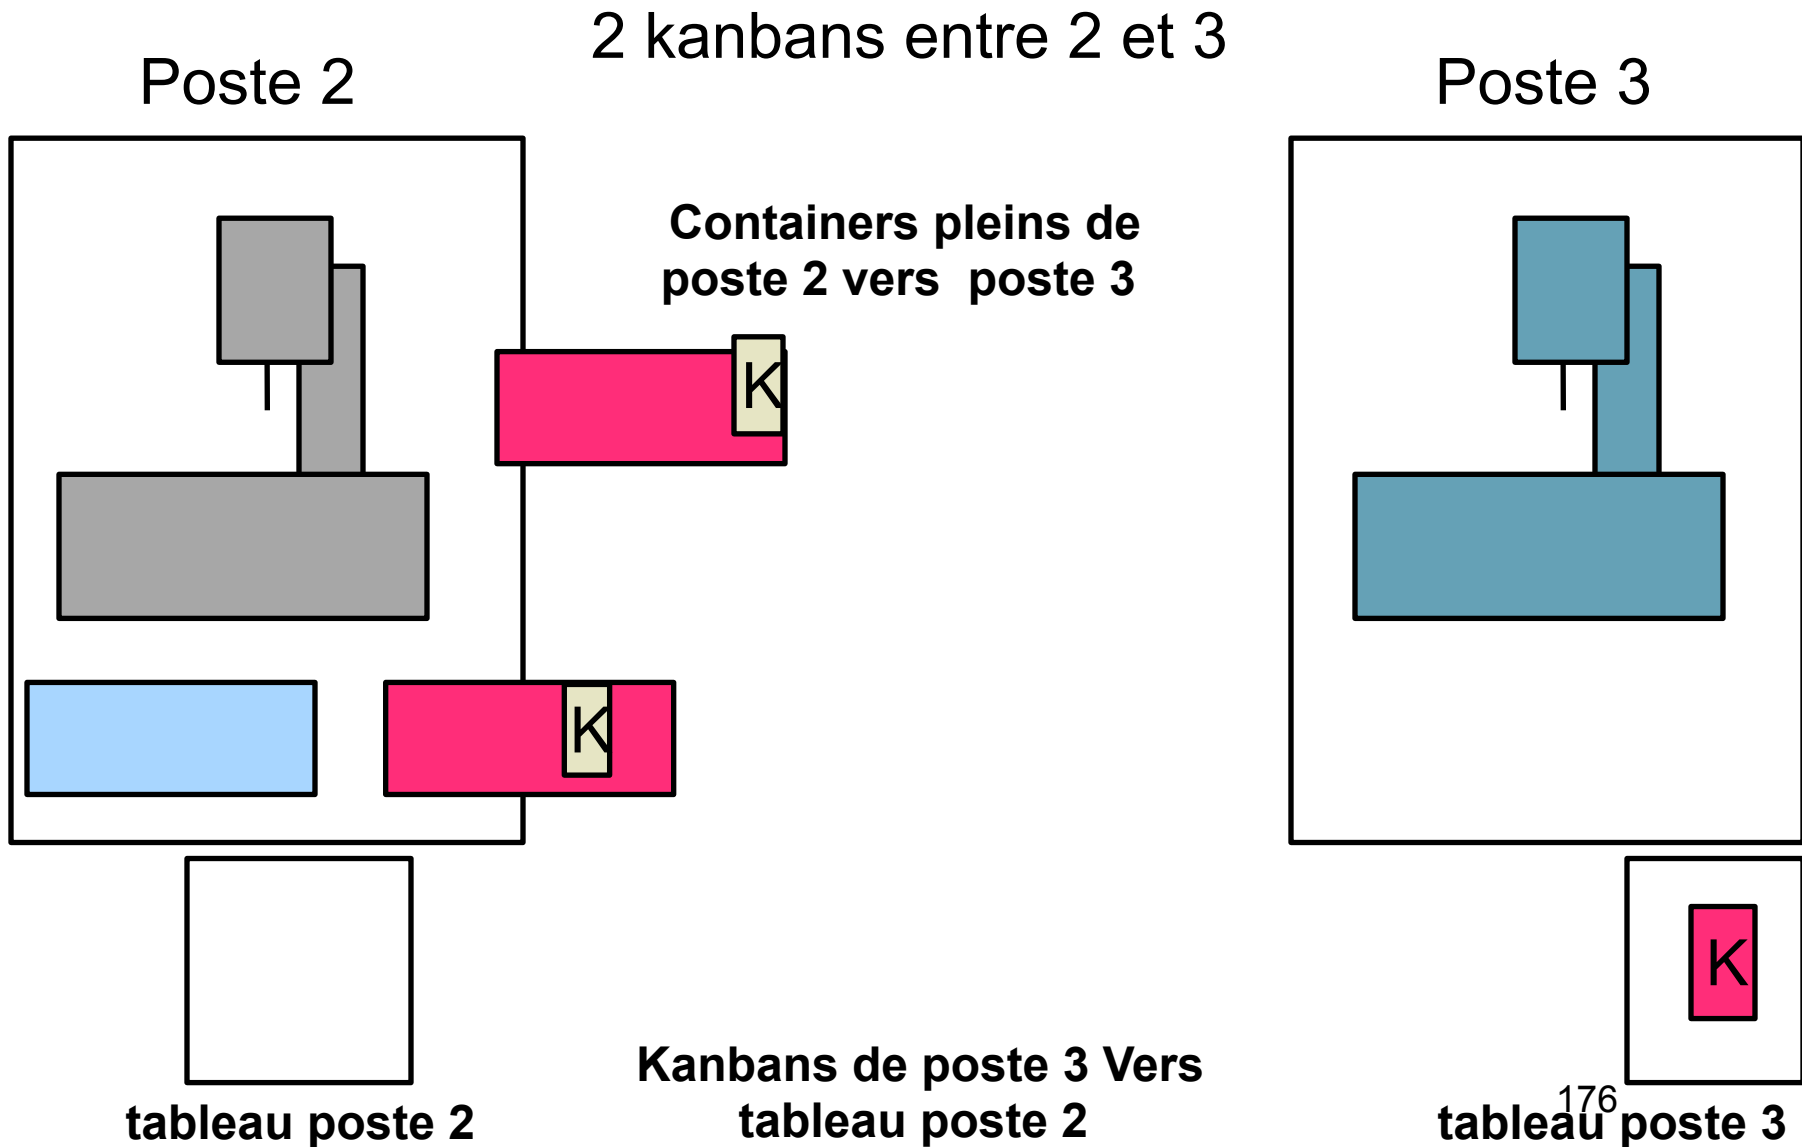 2 kanbans entre 2 et 3
Poste 2
Poste 3
Containers pleins de
poste 2 vers poste 3
K
K
K
Kanbans de poste 3 Vers
tableau poste 2
tableau poste 2
176
tableau poste 3